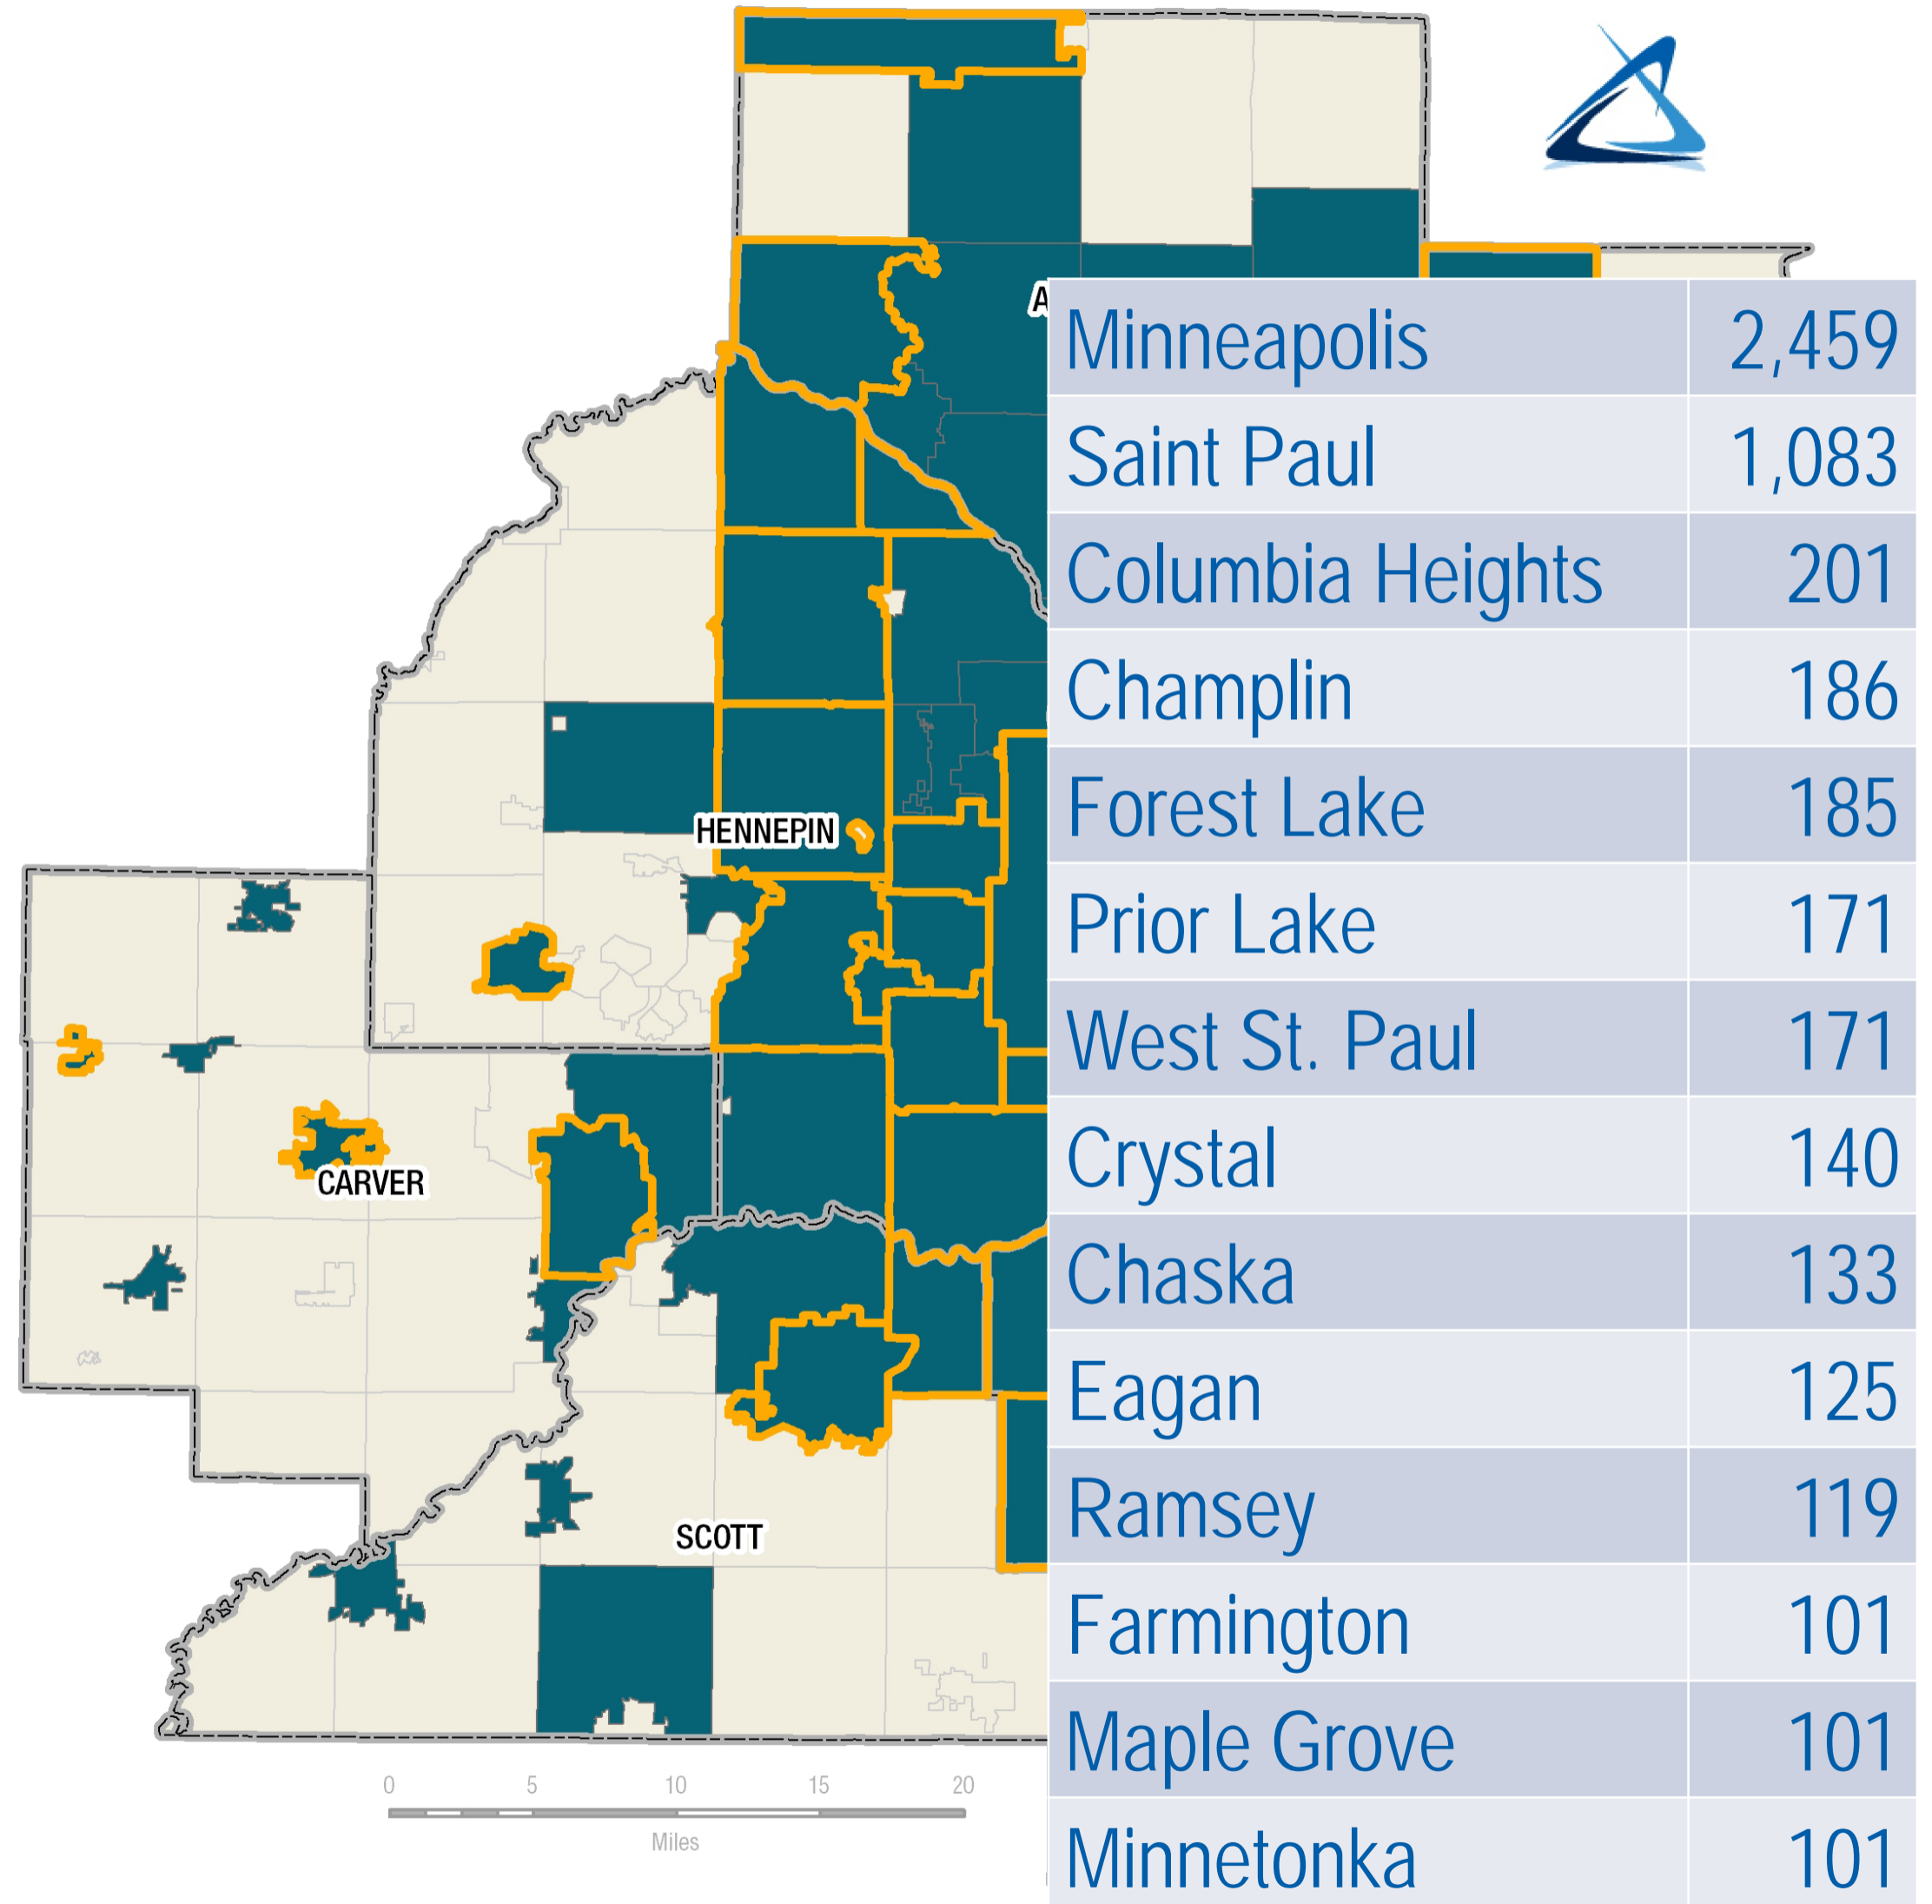 A
Minneapolis 2,459
Saint Paul 1,083
Columbia Heights 201
Champlin 186
Forest Lake 185
HENNEPIN
Prior Lake 171
West St. Paul 171
Crystal 140
CARVER
Chaska 133
Eagan 125
Ramsey 119
SCOTT
Farmington 101
Maple Grove 101
0 5 10 15 20
Miles
Minnetonka 101